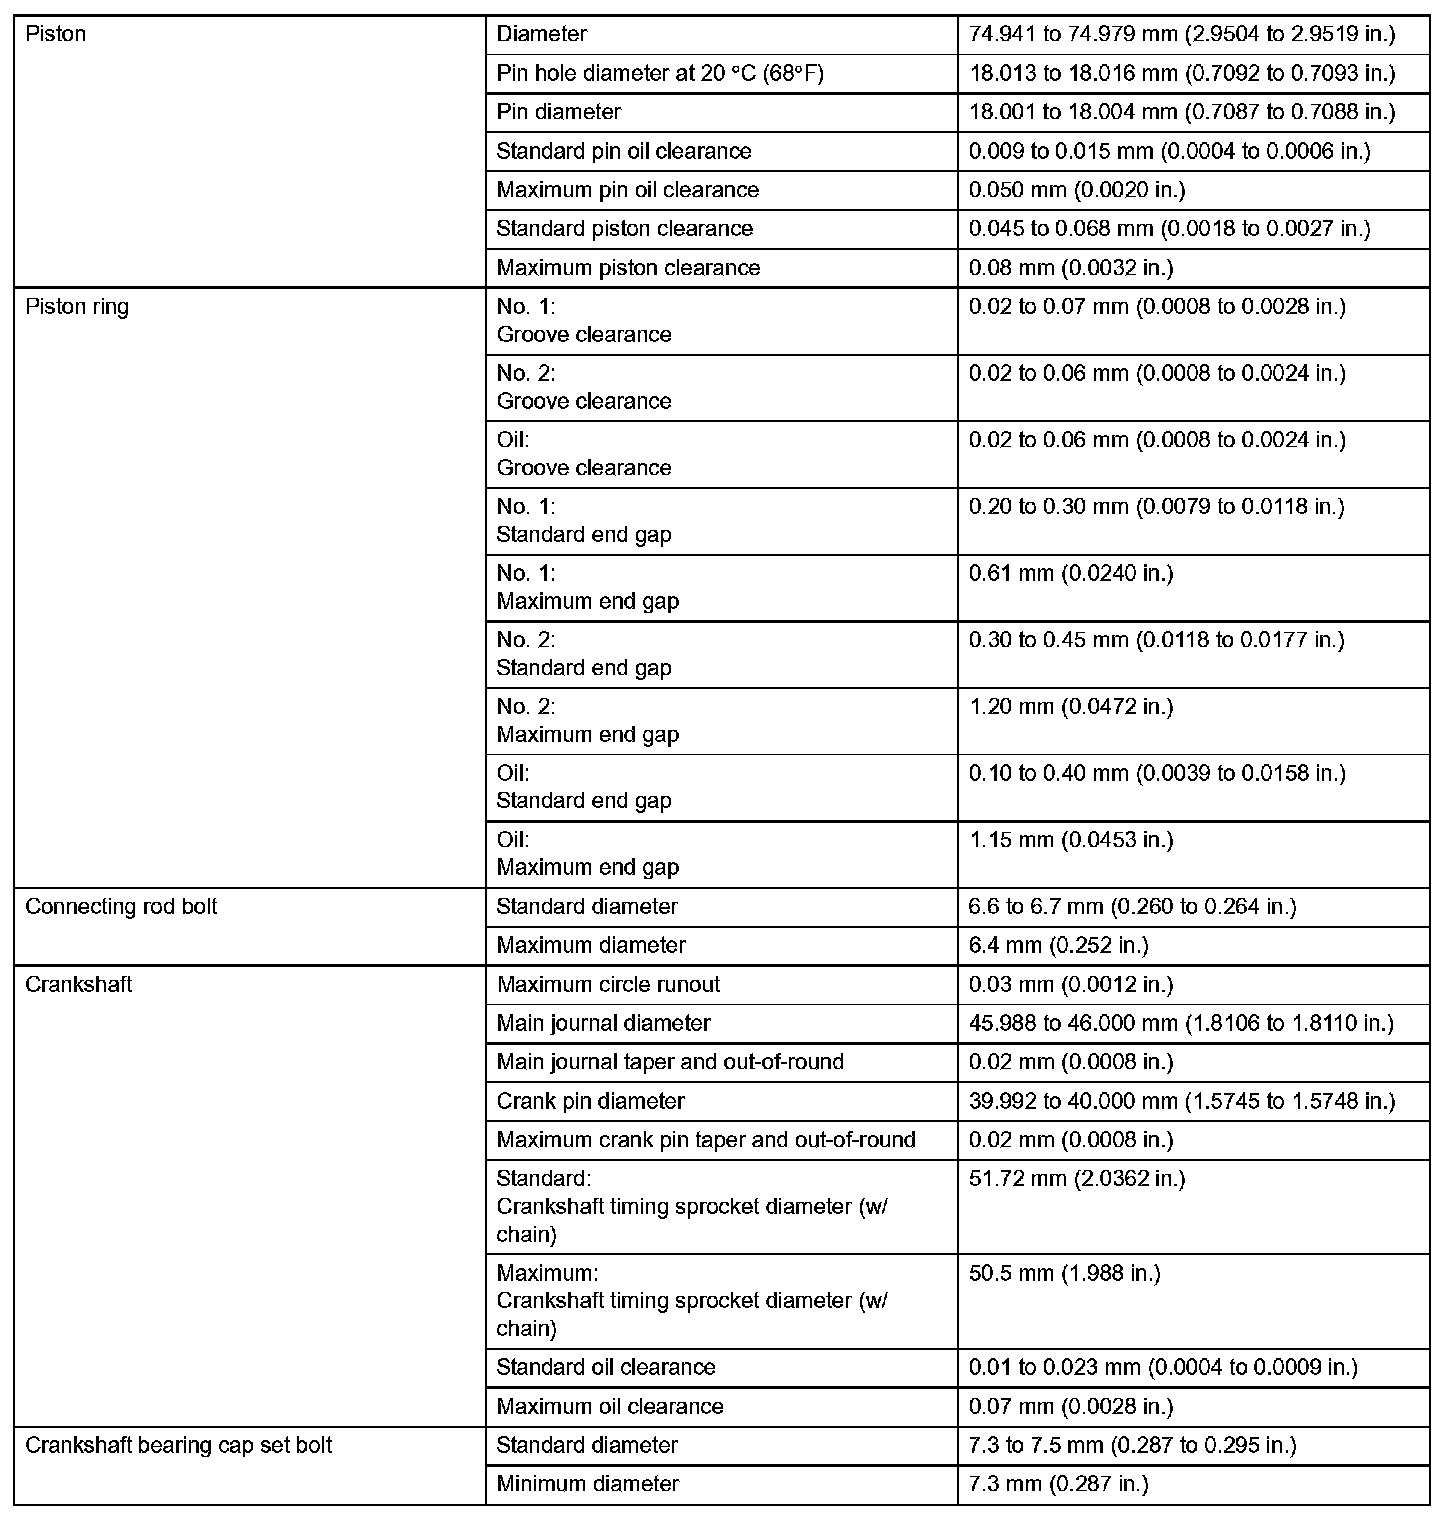 Piston
Diameter
74.941 to 74.979 mm (2.9504 to 2.9519 in.)
Pin hole diameter at 20 °C (68°F)
18.013 to 18.016 mm (0.7092 to 0.7093 in.)
Pin diameter
18.001 to 18.004 mm (0.7087 to 0.7088 in.)
Standard pin oil clearance
0.009 to 0.015 mm (0.0004 to 0.0006 in.)
Maximum pin oil clearance
0.050 mm (0.0020 in.)
Standard piston clearance
0.045 to 0.068 mm (0.0018 to 0.0027 in.)
Maximum piston clearance
0.08 mm (0.0032 in.)
Piston ring
No. 1:
Groove clearance
0.02 to 0.07 mm (0.0008 to 0.0028 in.)
No. 2:
Groove clearance
0.02 to 0.06 mm (0.0008 to 0.0024 in.)
Oil:
Groove clearance
0.02 to 0.06 mm (0.0008 to 0.0024 in.)
No. 1:
Standard end gap
0.20 to 0.30 mm (0.0079 to 0.0118 in.)
No. 1:
Maximum end gap
0.61 mm (0.0240 in.)
No. 2:
Standard end gap
0.30 to 0.45 mm (0.0118 to 0.0177 in.)
No. 2:
Maximum end gap
1.20 mm (0.0472 in.)
Oil:
Standard end gap
0.10 to 0.40 mm (0.0039 to 0.0158 in.)
Oil:
Maximum end gap
1.15 mm (0.0453 in.)
Connecting rod bolt
Standard diameter
6.6 to 6.7 mm (0.260 to 0.264 in.)
Maximum diameter
6.4 mm (0.252 in.)
Crankshaft
Maximum circle runout
0.03 mm (0.0012 in.)
Main journal diameter
45.988 to 46.000 mm (1.8106 to 1.8110 in.)
Main journal taper and out-of-round
0.02 mm (0.0008 in.)
Crank pin diameter
39.992 to 40.000 mm (1.5745 to 1.5748 in.)
Maximum crank pin taper and out-of-round
0.02 mm (0.0008 in.)
Standard:
Crankshaft timing sprocket diameter (w/
chain)
51.72 mm (2.0362 in.)
Maximum:
Crankshaft timing sprocket diameter (w/
chain)
50.5 mm (1.988 in.)
Standard oil clearance
0.01 to 0.023 mm (0.0004 to 0.0009 in.)
Maximum oil clearance
0.07 mm (0.0028 in.)
Crankshaft bearing cap set bolt
Standard diameter
7.3 to 7.5 mm (0.287 to 0.295 in.)
Minimum diameter
7.3 mm (0.287 in.)